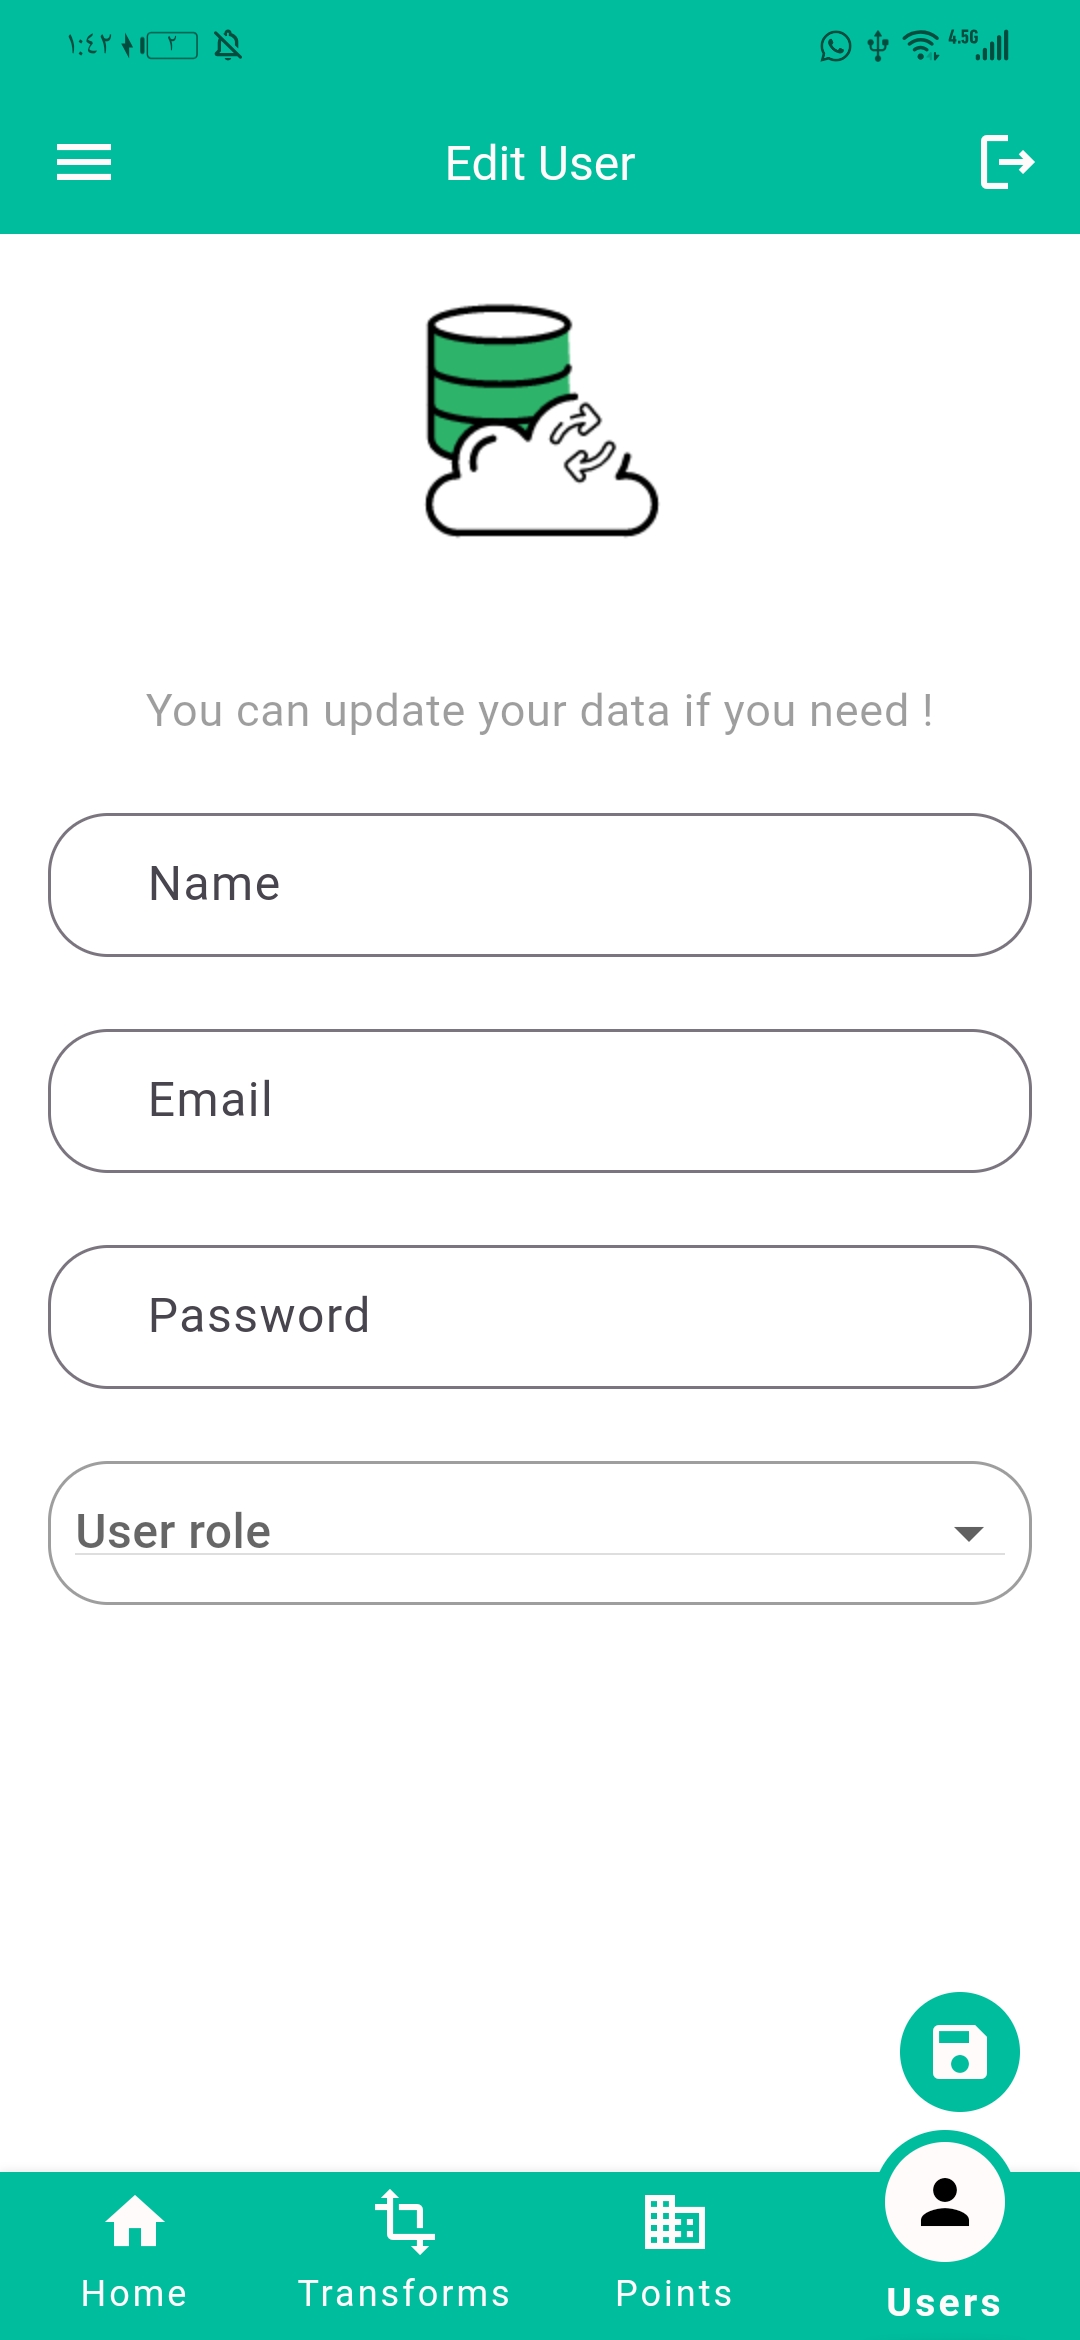 ١:٤٢ ٢ 4.5G
Edit User
You can update your data if you need !
Name
Email
Password
User role
Home Transforms Points Users